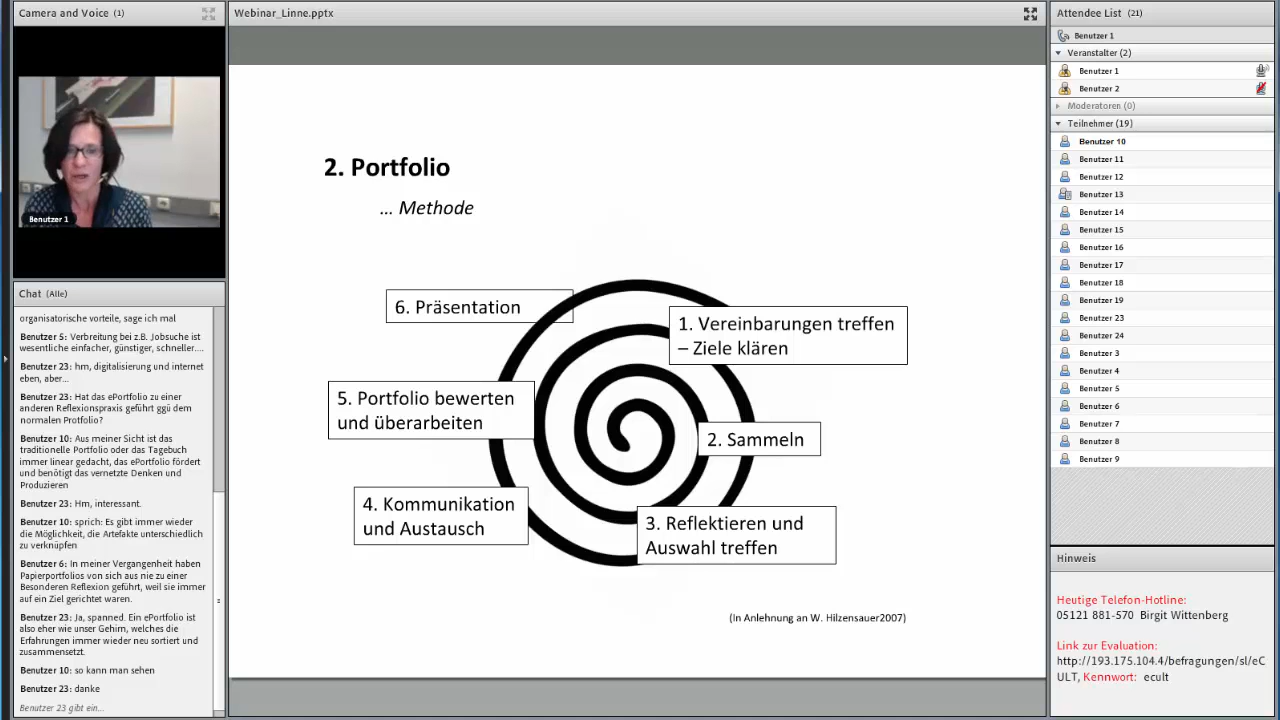 Camera and Voice (1)
Benutzer 1
Chat (Alle)
organisatorische vorteile, sage ich mal
Benutzer 5: Verbreitung bei z.B. Jobsuche ist
wesentliche einfacher, günstiger, schneller....
Benutzer 23: hm, digitalisierung und internet
eben, aber...
Benutzer 23: Hat das ePortfolio zu einer
anderen Reflexionspraxis geführt ggü dem
normalen Protfolio?
Benutzer 10: Aus meiner Sicht ist das
traditionelle Portfolio oder das Tagebuch
immer linear gedacht, das ePortfolio fördert
und benötigt das vernetzte Denken und
Produzieren
Benutzer 23: Hm, interessant.
Benutzer 10: sprich: Es gibt immer wieder
die Möglichkeit, die Artefakte unterschiedlich
zu verknüpfen
Benutzer 6: In meiner Vergangenheit haben
Papierportfolios von sich aus nie zu einer
Besonderen Reflexion geführt, weil sie immer
auf ein Ziel gerichtet waren.
Benutzer 23: Ja, spanned. Ein ePortfolio ist
also eher wie unser Gehirn, welches die
Erfahrungen immer wieder neu sortiert und
zusammensetzt.
Benutzer 10: so kann man sehen
Benutzer 23: danke
Benutzer 23 gibt ein...
Webinar_Linne.pptx
2. Portfolio
... Methode
6. Präsentation
1. Vereinbarungen treffen
– Ziele klären
5. Portfolio bewerten
und überarbeiten
2. Sammeln
4. Kommunikation
und Austausch
3. Reflektieren und
Auswahl treffen
(In Anlehnung an W. Hilzensauer2007)
Attendee List (21)
Benutzer 1
Veranstalter (2)
Benutzer 1
Benutzer 2
Moderatoren (0)
Teilnehmer (19)
Benutzer 10
Benutzer 11
Benutzer 12
Benutzer 13
Benutzer 14
Benutzer 15
Benutzer 16
Benutzer 17
Benutzer 18
Benutzer 19
Benutzer 23
Benutzer 24
Benutzer 3
Benutzer 4
Benutzer 5
Benutzer 6
Benutzer 7
Benutzer 8
Benutzer 9
Hinweis
Heutige Telefon-Hotline:
05121 881-570 Birgit Wittenberg
Link zur Evaluation:
http://193.175.104.4/befragungen/sl/eC
ULT, Kennwort: ecult